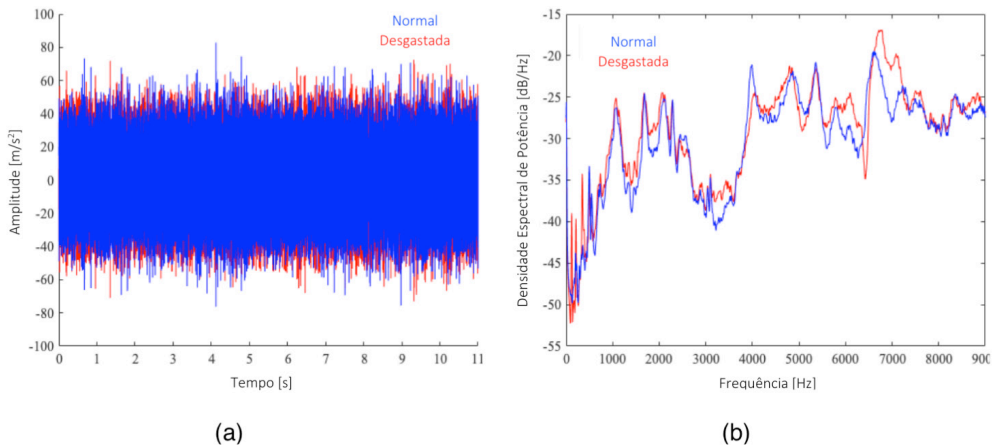 Normal
Desgastada
100
80
60
40
20
0
-20
-40
-60
-80
-100
Amplitude [m/s²]
0 1 2 3 4 5 6 7 8 9 10 11
Tempo [s]
(a)
Normal
Desgastada
-15
-20
-25
-30
-35
-40
-45
-50
-55
Densidade Espectral de Potência [dB/Hz]
0 1000 2000 3000 4000 5000 6000 7000 8000 900
Frequência [Hz]
(b)